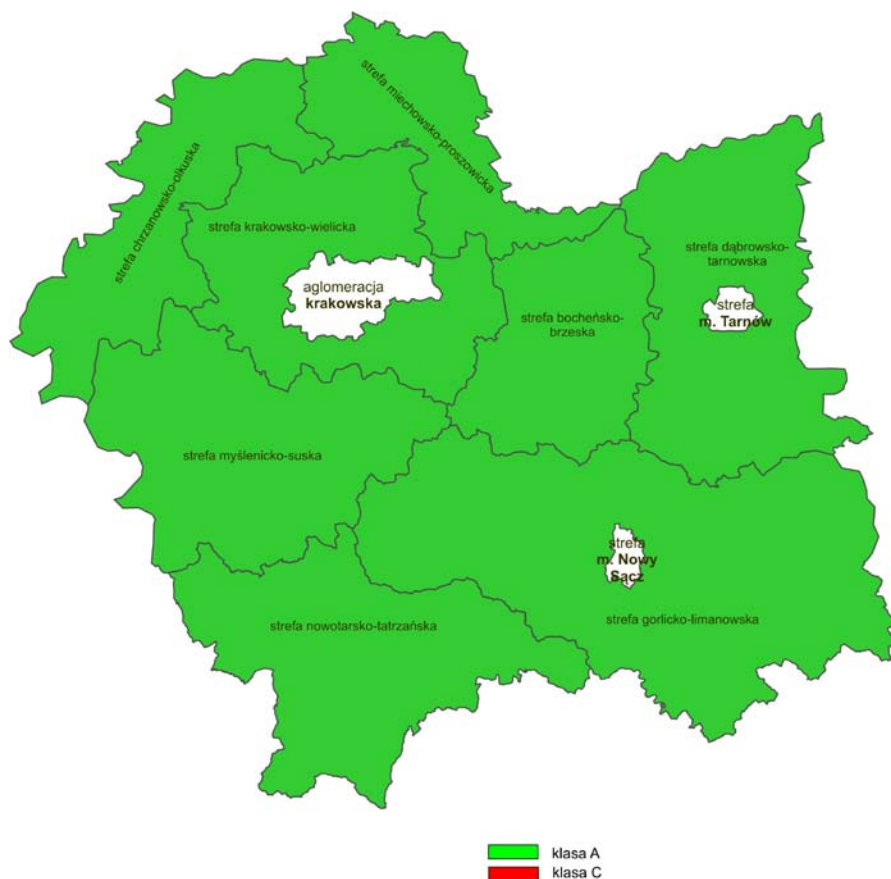 strefa miechowsko-proszowicka
strefa chrzanowsko-olkuska
strefa krakowsko-wielicka
aglomeracja
krakowska
strefa dąbrowsko-
tarnowska
strefa
m. Tarnów
strefa bocheńsko-
brzeska
strefa myślenicko-suska
strefa
m. Nowy
Sącz
strefa nowotarsko-tatrzańska
strefa gorlicko-limanowska
klasa A
klasa C